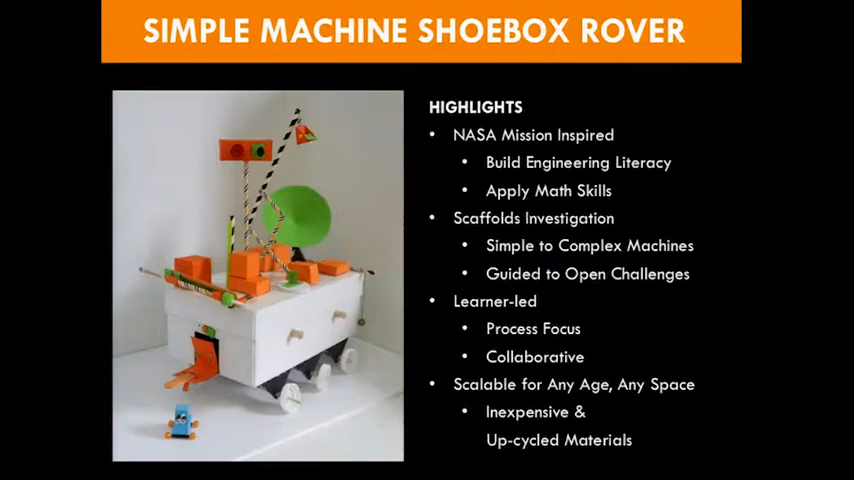 SIMPLE MACHINE SHOEBOX ROVER
HIGHLIGHTS
• NASA Mission Inspired
• Build Engineering Literacy
• Apply Math Skills
• Scaffolds Investigation
• Simple to Complex Machines
• Guided to Open Challenges
• Learner-led
• Process Focus
• Collaborative
• Scalable for Any Age, Any Space
• Inexpensive &
Up-cycled Materials